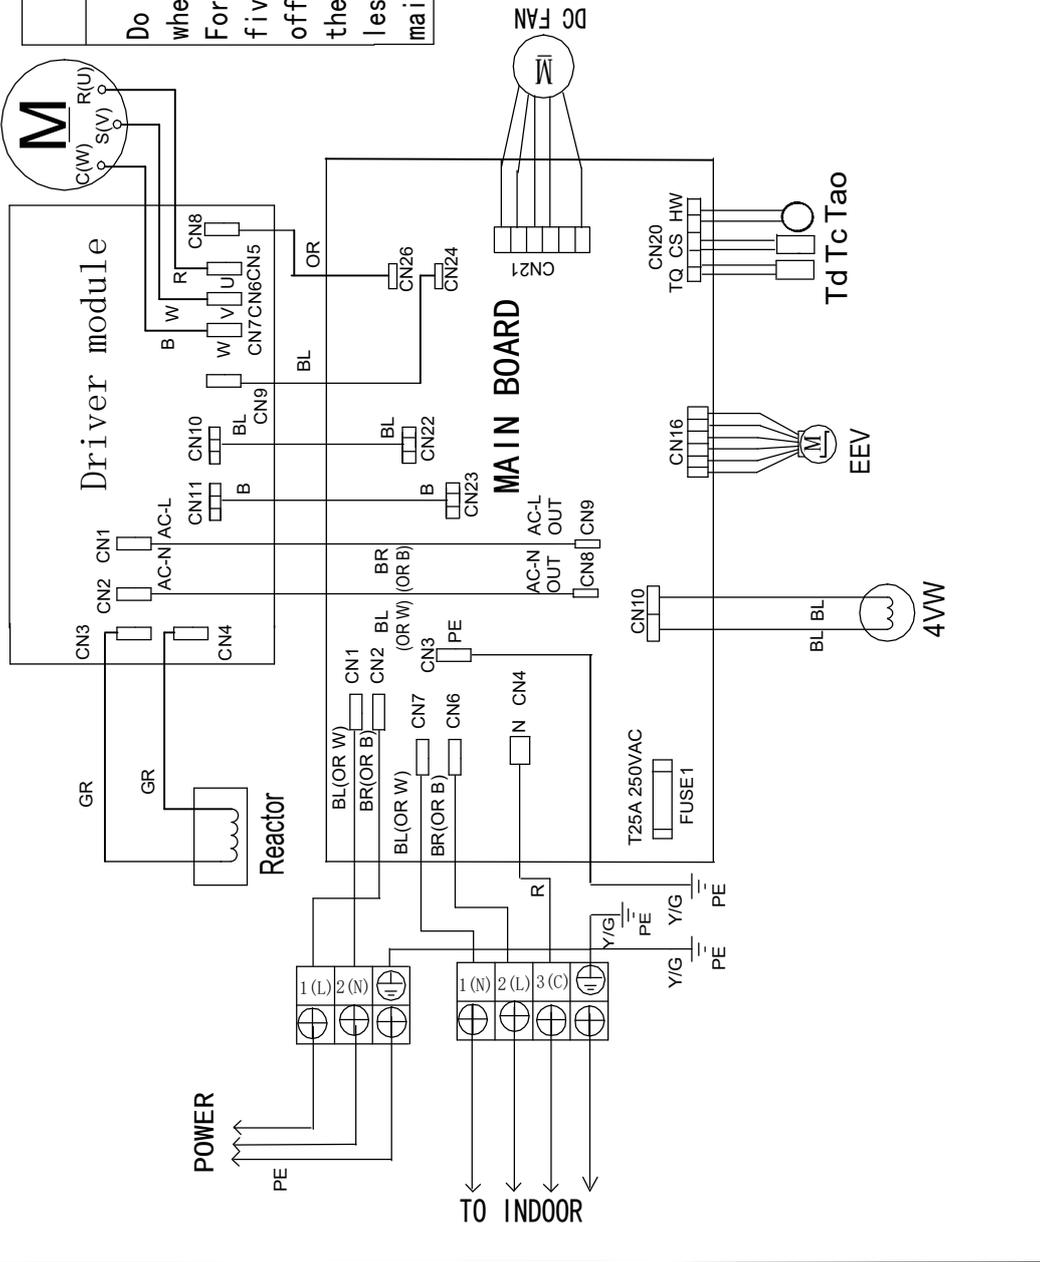 Do
whe
For
fiv
off
the
les
mai
DC FAN
M
M
R(U)
S(V)
C(W)
Driver module
CN8
OR
CN26
CN24
CN21
R
W
B
U
V
W
CN7CN6CN5
CN9
BL
MAIN BOARD
CN10
BL
BL
CN22
CN11
B
B
CN23
CN1
AC-L
CN2
AC-N
BR
(OR B)
BL
(OR W)
AC-L
OUT
CN9
AC-N
OUT
CN8
CN3
CN4
TQ CS HW
CN20
Td Tc Tao
CN16
M
EEV
CN10
BL
BL
4VW
GR
GR
Reactor
CN1
CN2
CN3
PE
BL(OR W)
BR(OR B)
CN7
CN6
BL(OR W)
BR(OR B)
N
CN4
R
T25A 250VAC
FUSE1
Y/G
PE
Y/G
PE
Y/G
PE
1(L)
2(N)
1(N)
2(L)
3(C)
POWER
PE
TO INDOOR